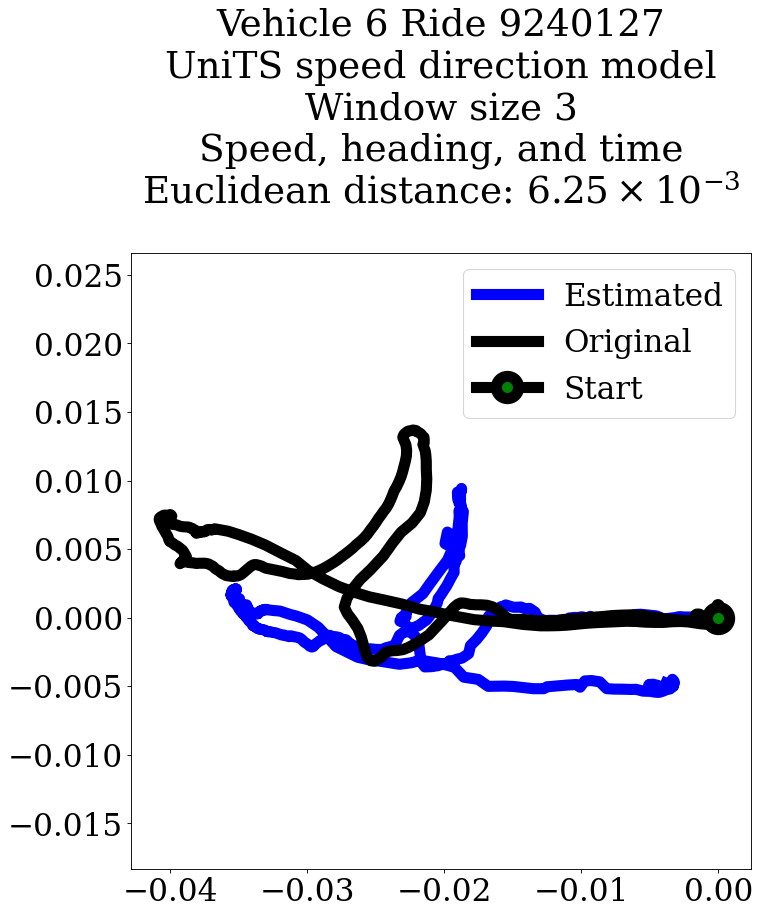 Vehicle 6 Ride 9240127
UniTS speed direction model
Window size 3
Speed, heading, and time
Euclidean distance: 6.25 × 10⁻³
Estimated
Original
Start
0.025
0.020
0.015
0.010
0.005
0.000
−0.005
−0.010
−0.015
−0.04 −0.03 −0.02 −0.01 0.00